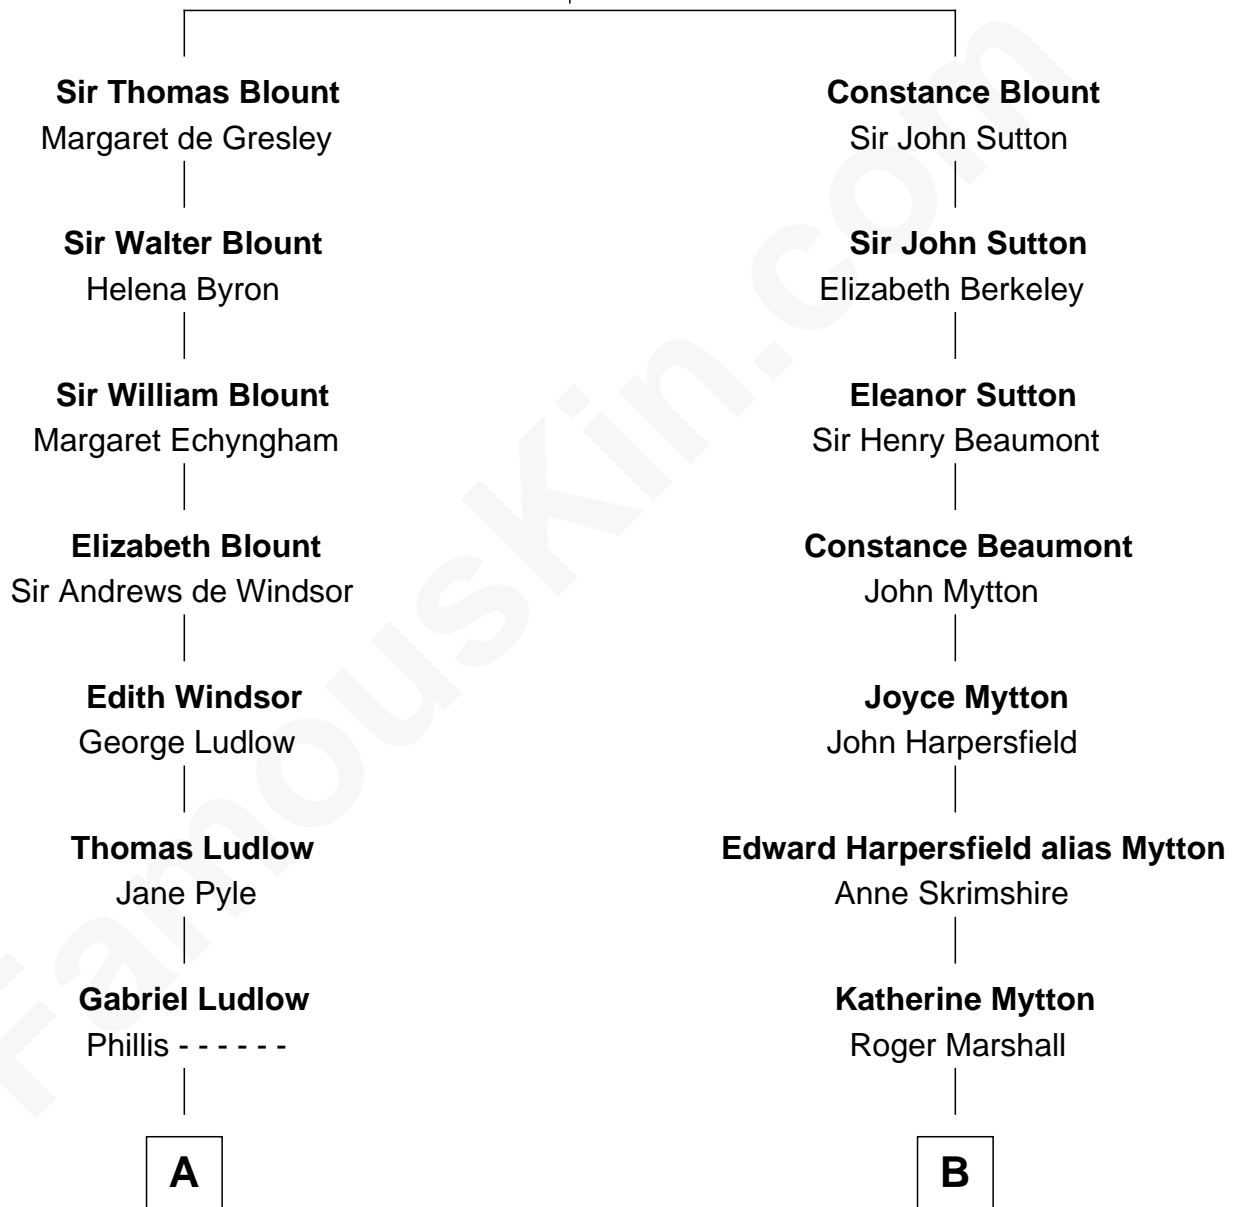 Sir Thomas Blount
Margaret de Gresley
Sir Walter Blount
Helena Byron
Sir William Blount
Margaret Echyngham
Elizabeth Blount
Sir Andrews de Windsor
Edith Windsor
George Ludlow
Thomas Ludlow
Jane Pyle
Gabriel Ludlow
Phillis - - - - - -
A
Constance Blount
Sir John Sutton
Sir John Sutton
Elizabeth Berkeley
Eleanor Sutton
Sir Henry Beaumont
Constance Beaumont
John Mytton
Joyce Mytton
John Harpersfield
Edward Harpersfield alias Mytton
Anne Skrimshire
Katherine Mytton
Roger Marshall
B
FamousKin.com